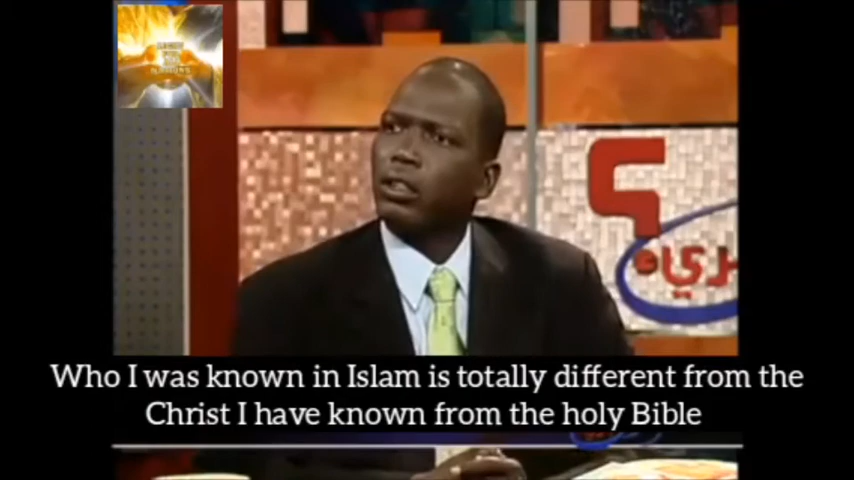 Who I was known in Islam is totally different from the
Christ I have known from the holy Bible